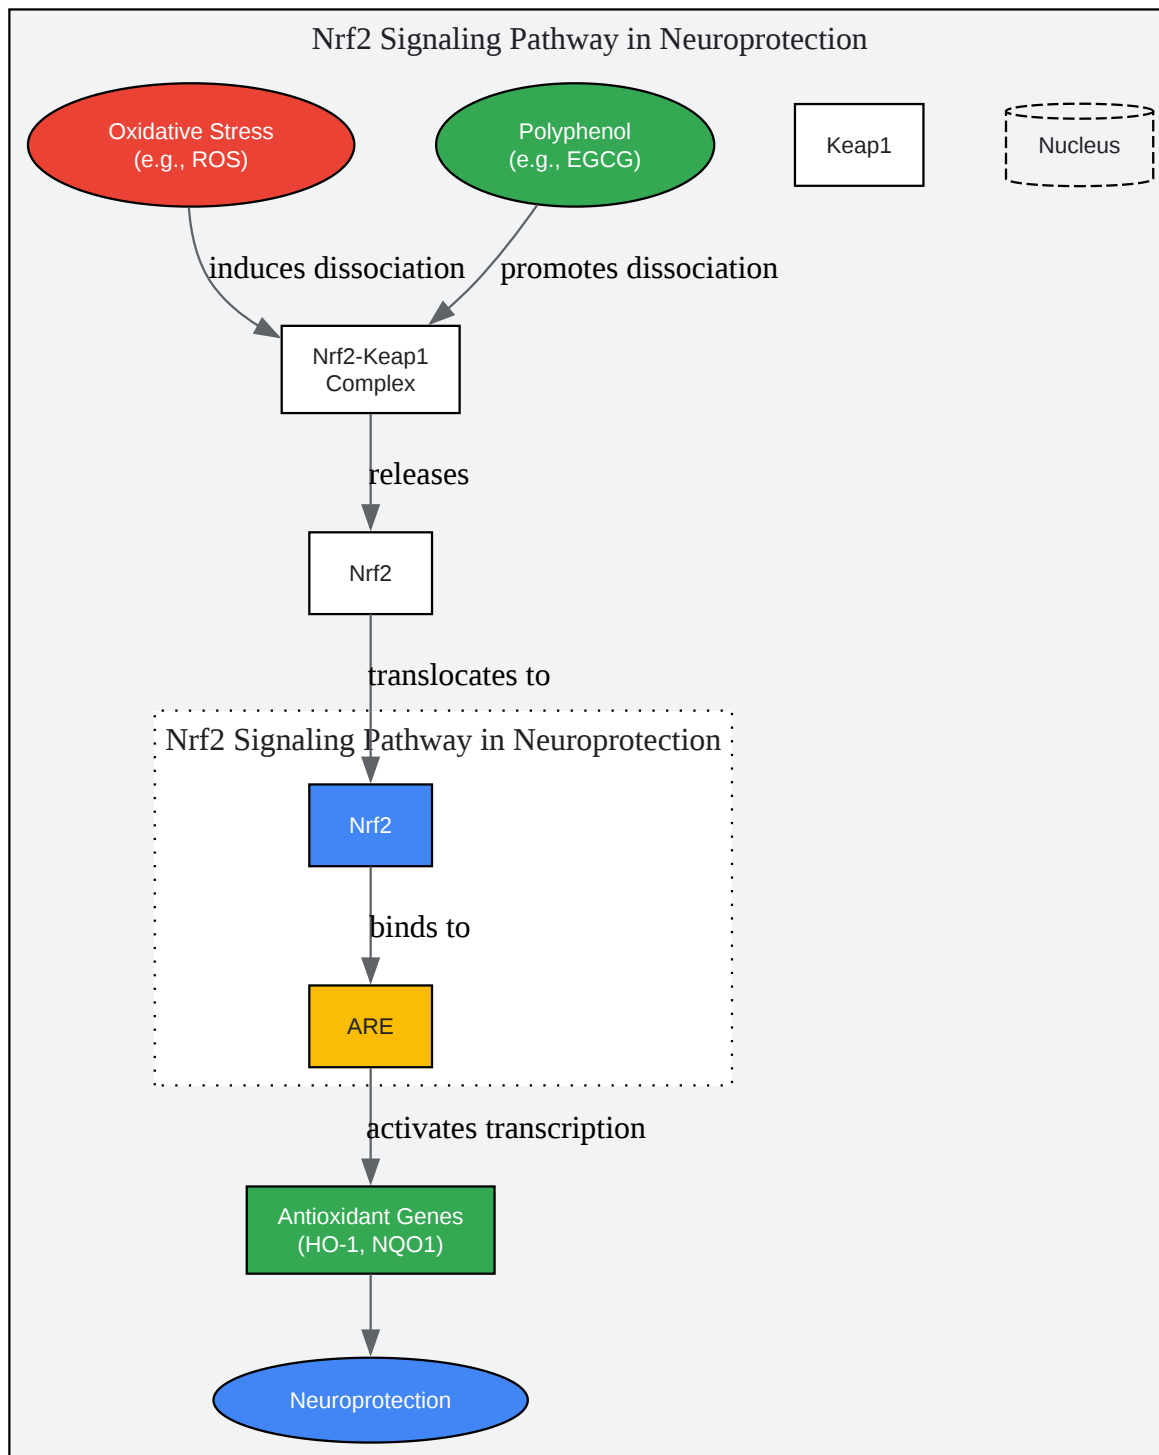 Nrf2 Signaling Pathway in Neuroprotection
Oxidative Stress
(e.g., ROS)
Polyphenol
(e.g., EGCG)
Keap1
Nucleus
induces dissociation
promotes dissociation
Nrf2-Keap1
Complex
releases
Nrf2
translocates to
Nrf2 Signaling Pathway in Neuroprotection
Nrf2
binds to
ARE
activates transcription
Antioxidant Genes
(HO-1, NQO1)
Neuroprotection